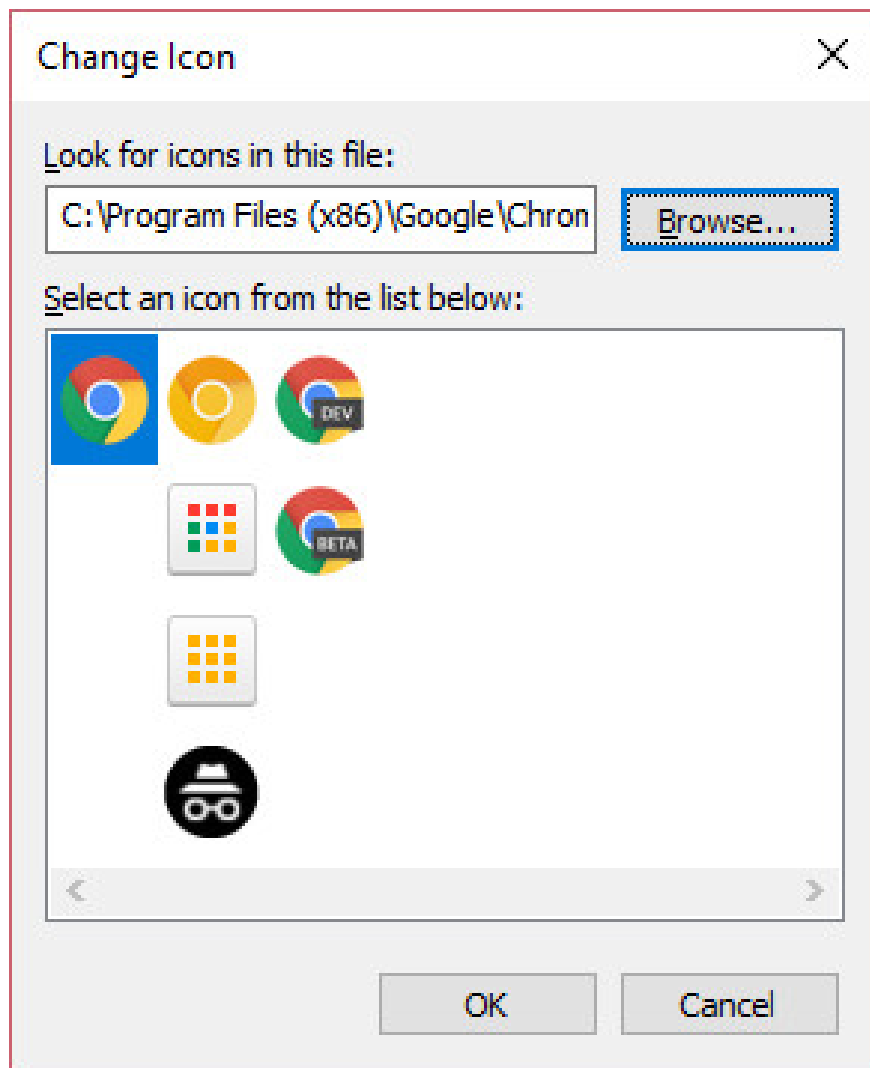 Change Icon
Look for icons in this file:
C:\Program Files (x86)\Google\Chrom
Browse...
Select an icon from the list below:
DEV
BETA
OK
Cancel